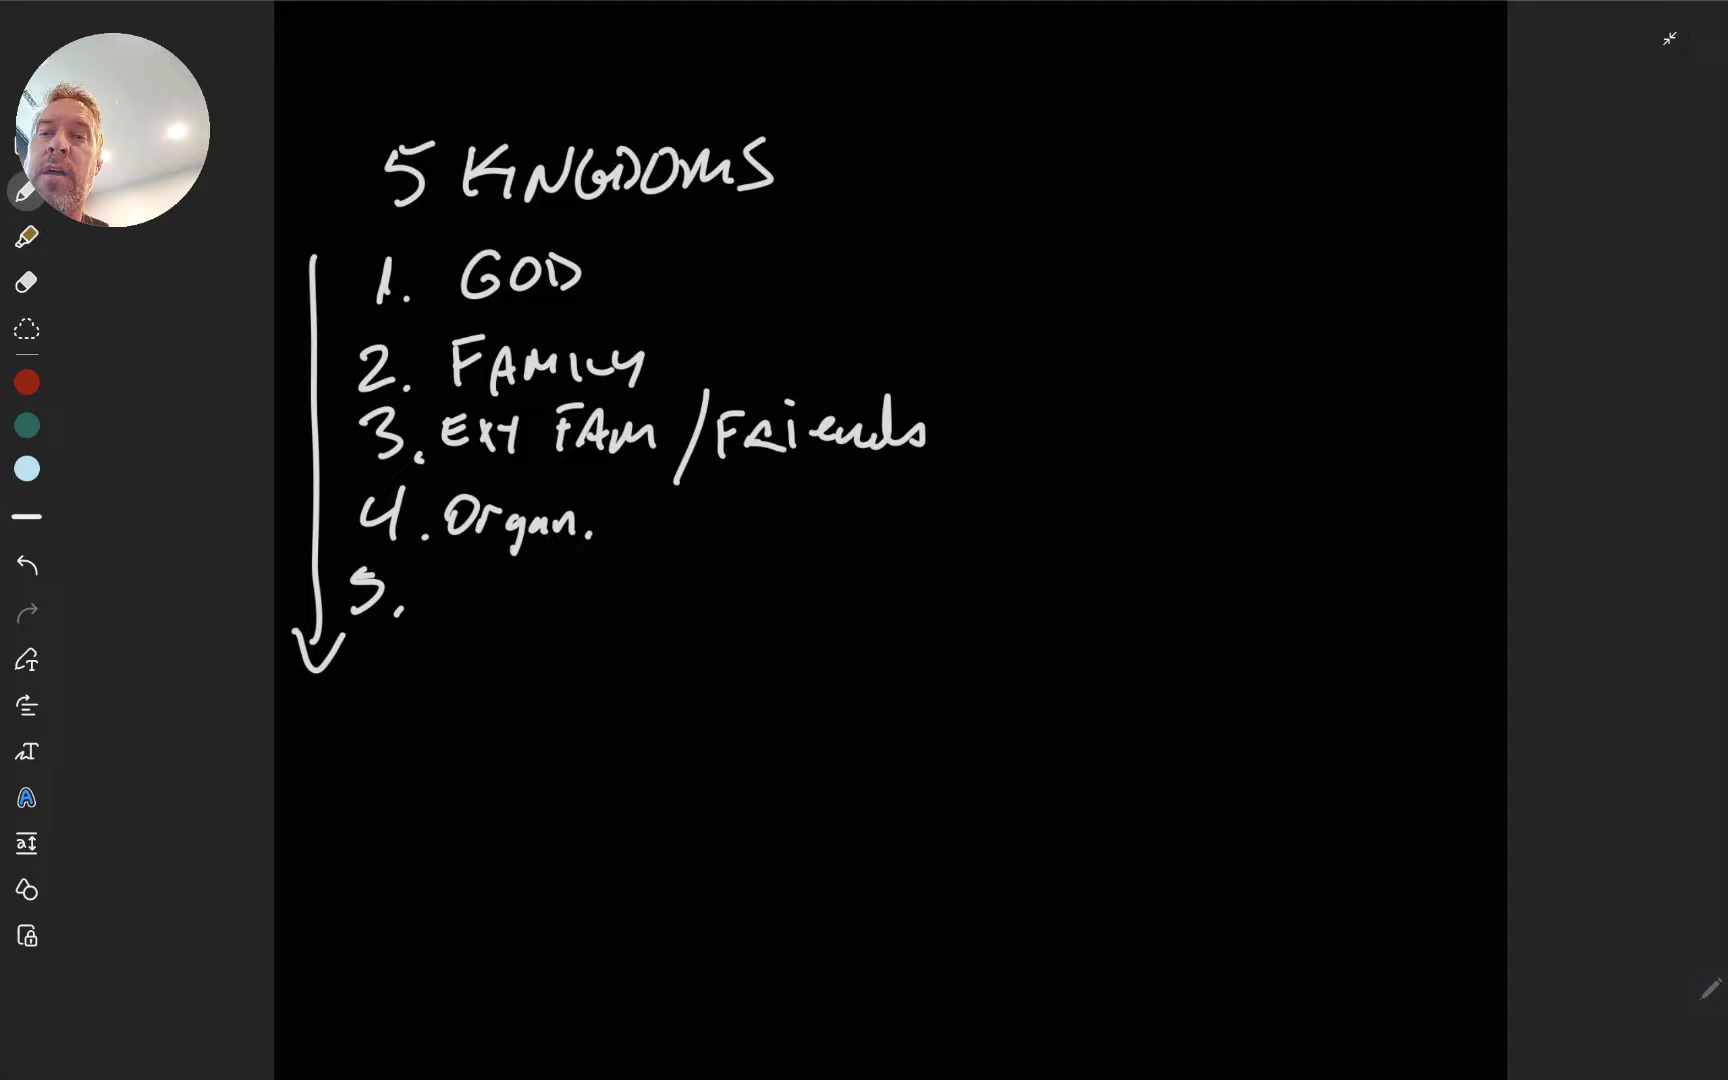 5 KINGDOMS
1. GOD
2. FAMILY
3. EXT FAM / Friends
4. Organ.
5.